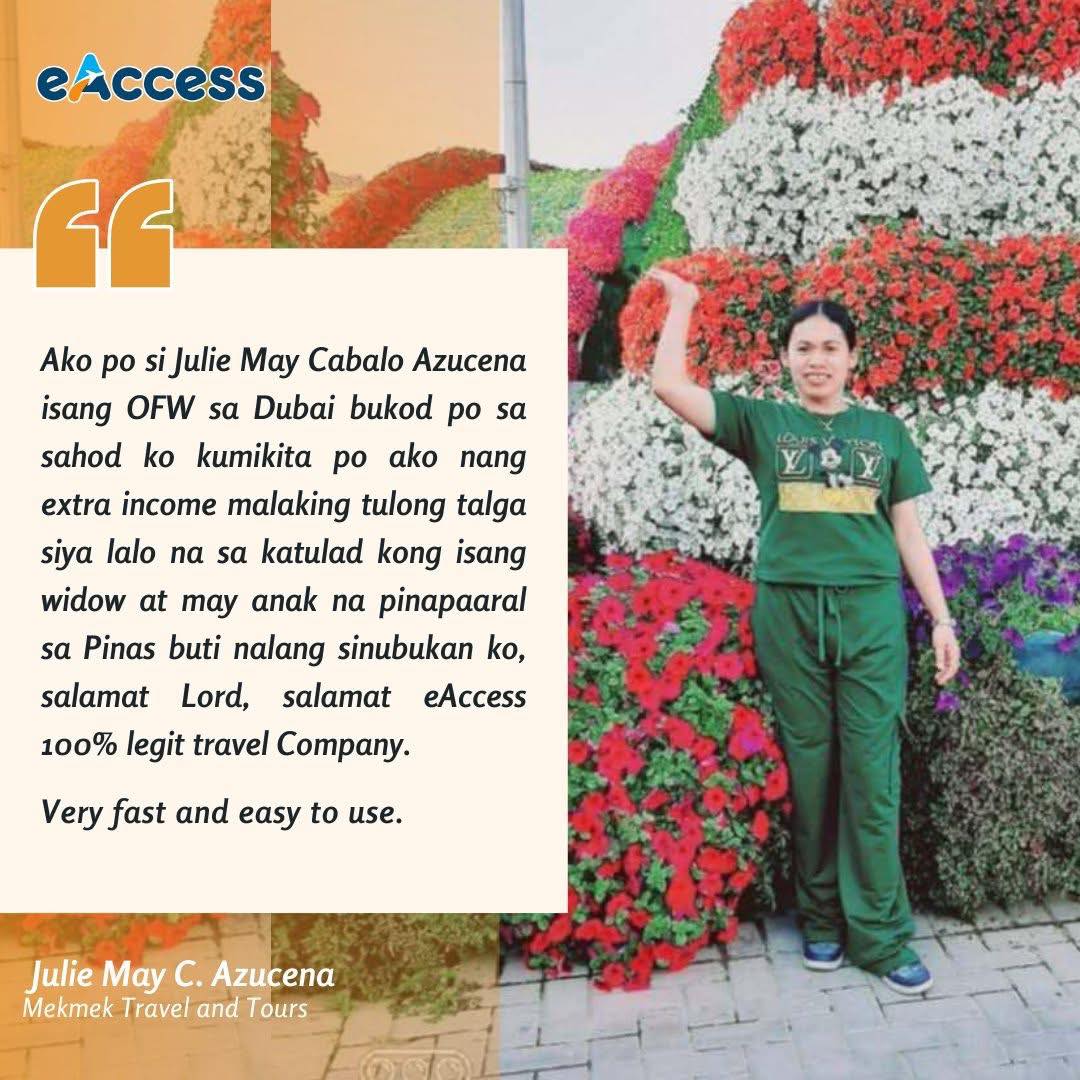 eAccess
Ako po si Julie May Cabalo Azucena
isang OFW sa Dubai bukod po sa
sahod ko kumikita po ako nang
extra income malaking tulong talga
siya lalo na sa katulad kong isang
widow at may anak na pinapaaral
sa Pinas buti nalang sinubukan ko,
salamat Lord, salamat eAccess
100% legit travel Company.
Very fast and easy to use.
Julie May C. Azucena
Mekmek Travel and Tours